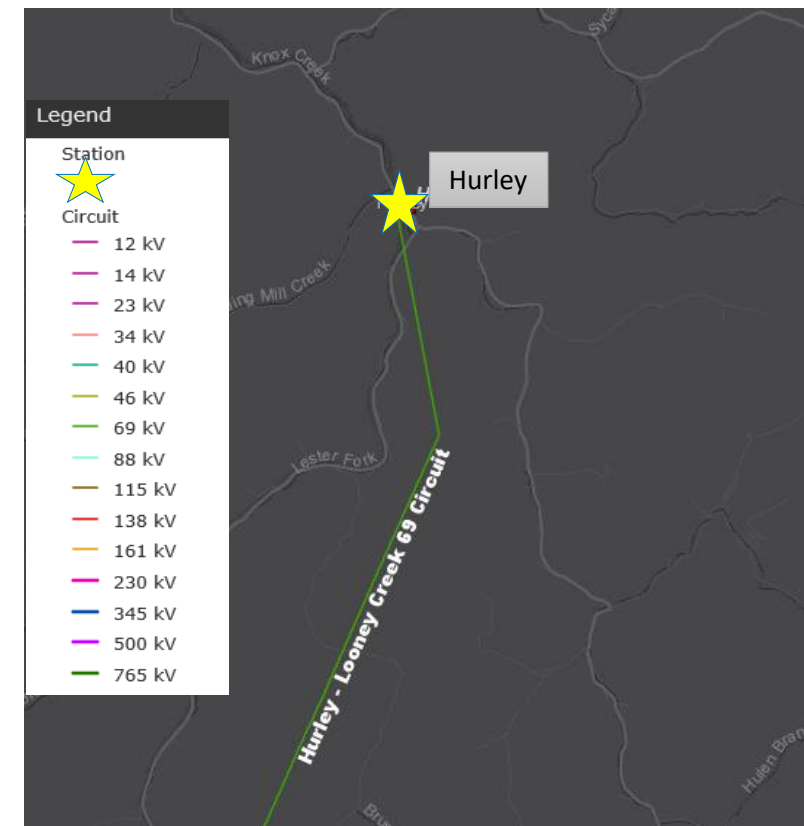 Knox Creek
Legend
Station
Hurley
Circuit
12 kV
14 kV
23 kV
34 kV
40 kV
46 kV
69 kV
88 kV
115 kV
138 kV
161 kV
230 kV
345 kV
500 kV
765 kV
Mill Creek
Lester Fork
Hurley - Looney Creek 69 Circuit
Hulen